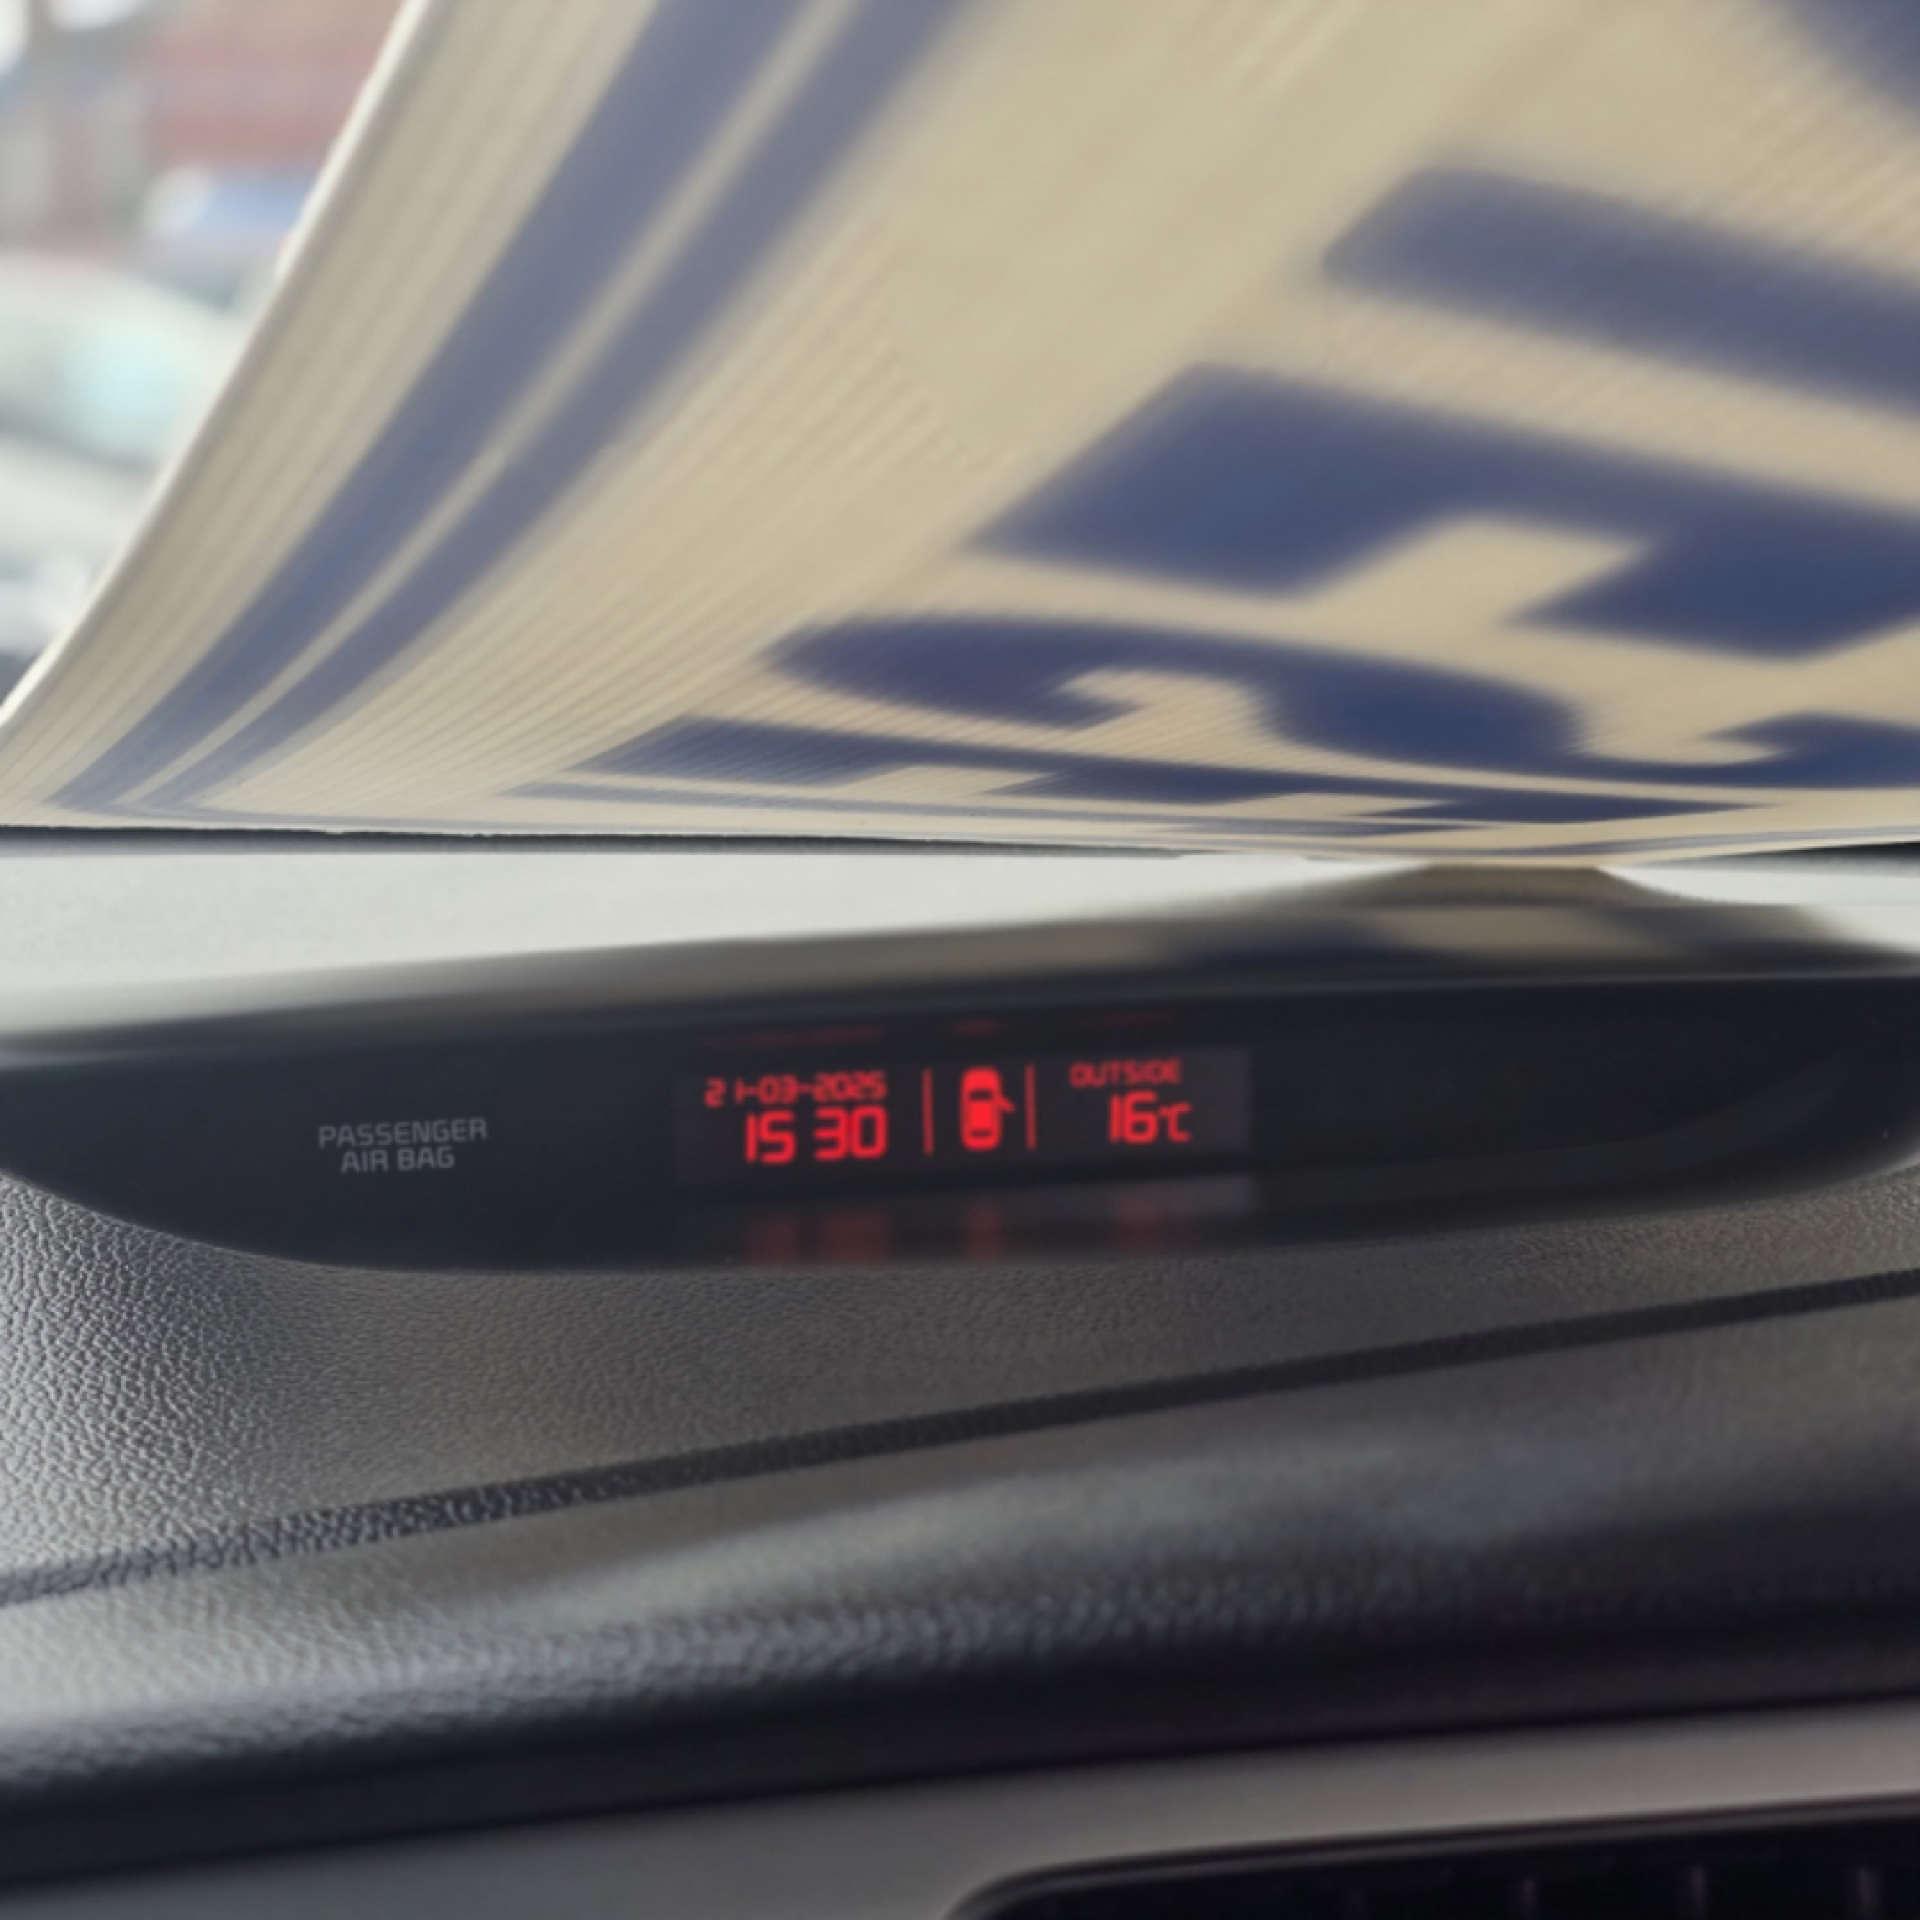 21-03-2025
OUTSIDE
15 30
16°C
PASSENGER
AIR BAG